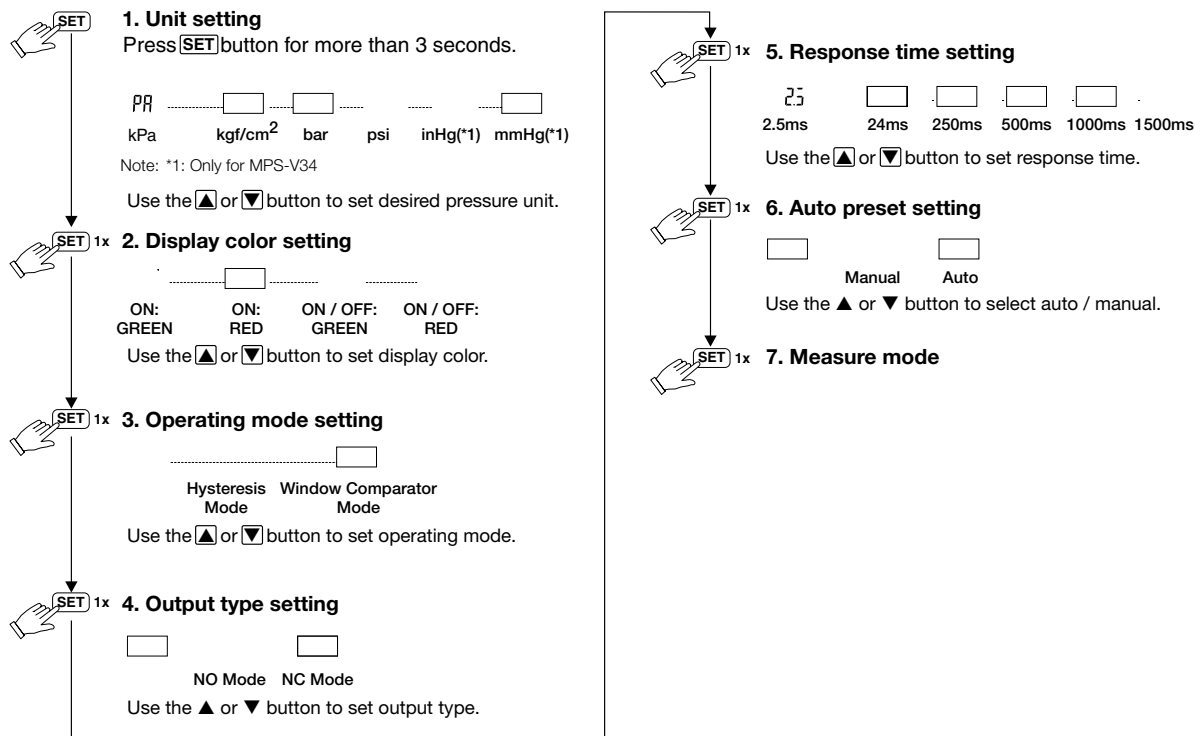 SET
1. Unit setting
Press SET button for more than 3 seconds.
PA
kPa kgf/cm2 bar psi inHg(*1) mmHg(*1)
Note: *1: Only for MPS-V34
Use the ▲ or ▼ button to set desired pressure unit.
SET 1x 2. Display color setting
ON: GREEN
ON: RED
ON / OFF: GREEN
ON / OFF: RED
Use the ▲ or ▼ button to set display color.
SET 1x 3. Operating mode setting
Hysteresis Mode
Window Comparator Mode
Use the ▲ or ▼ button to set operating mode.
SET 1x 4. Output type setting
NO Mode NC Mode
Use the ▲ or ▼ button to set output type.
SET 1x 5. Response time setting
2.5
2.5ms 24ms 250ms 500ms 1000ms 1500ms
Use the ▲ or ▼ button to set response time.
SET 1x 6. Auto preset setting
Manual Auto
Use the ▲ or ▼ button to select auto / manual.
SET 1x 7. Measure mode